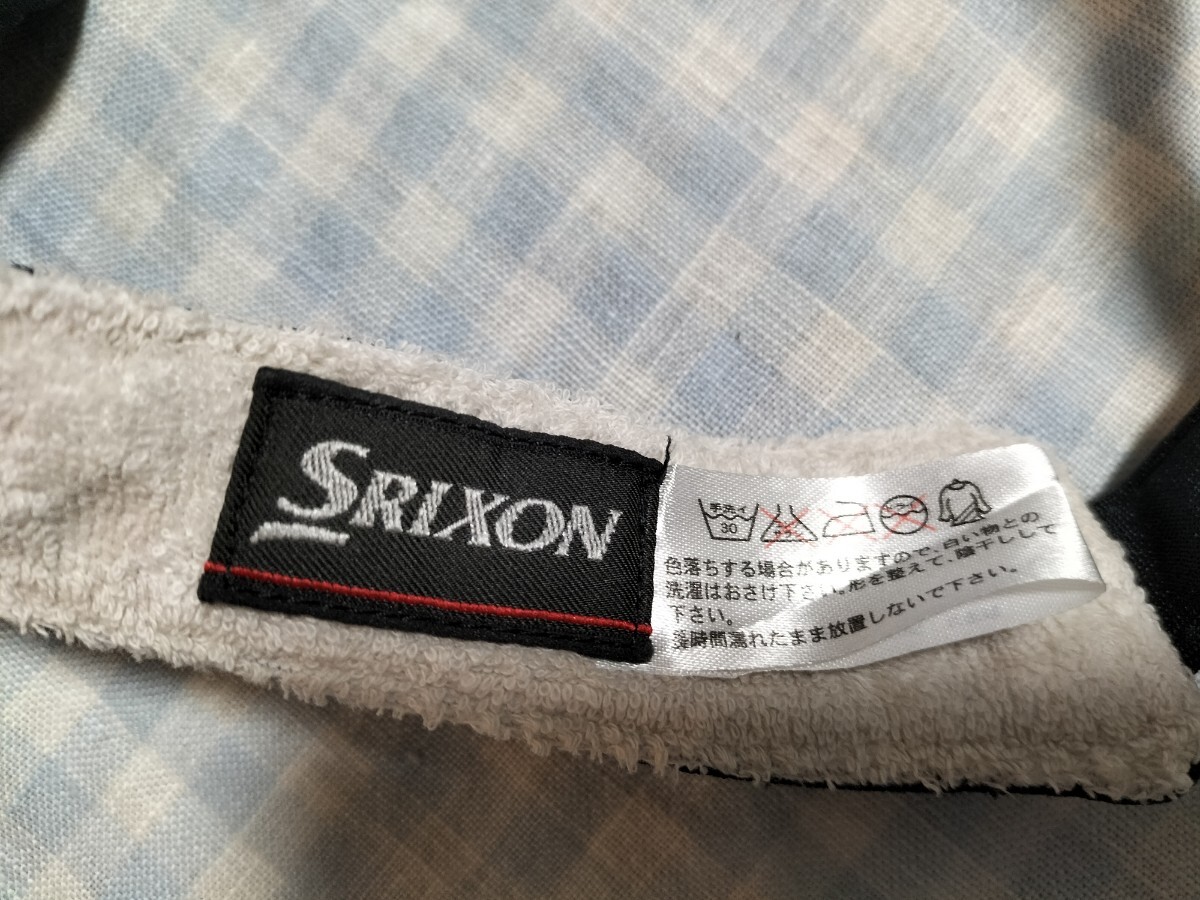 SRIXON
手洗イ
30
色落ちする場合がありますので、白い物との
洗濯はおさけ下さい。形を整えて、陰干しして
下さい。
時間濡れたまま放置しないで下さい。